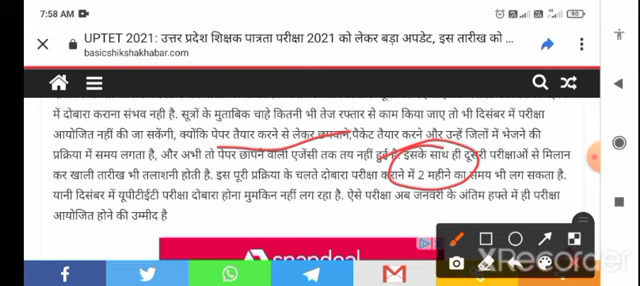 7:58 AM
90
UPTET 2021: उत्तर प्रदेश शिक्षक पात्रता परीक्षा 2021 को लेकर बड़ा अपडेट, इस तारीख को ...
basicshikshakhabar.com
में दोबारा कराना संभव नही है. सूत्रों के मुताबिक चाहे कितनी भी तेज रफ्तार से काम किया जाए तो भी दिसंबर में परीक्षा
आयोजित नहीं की जा सकेंगी, क्योंकि पेपर तैयार करने से लेकर छपवाने,पैकेट तैयार करने और उन्हें जिलों में भेजने की
प्रक्रिया में समय लगता है, और अभी तो पेपर छापने वाली एजेंसी तक तय नहीं हुई है. इसके साथ ही दूसरी परीक्षाओं से मिलान
कर खाली तारीख भी तलाशनी होती है. इस पूरी प्रक्रिया के चलते दोबारा परीक्षा कराने में 2 महीने का समय भी लग सकता है.
यानी दिसंबर में यूपीटीईटी परीक्षा दोबारा होना मुमकिन नहीं लग रहा है. ऐसे परीक्षा अब जनवरी के अंतिम हफ्ते में ही परीक्षा
आयोजित होने की उम्मीद है
snapdeal
XRecorder